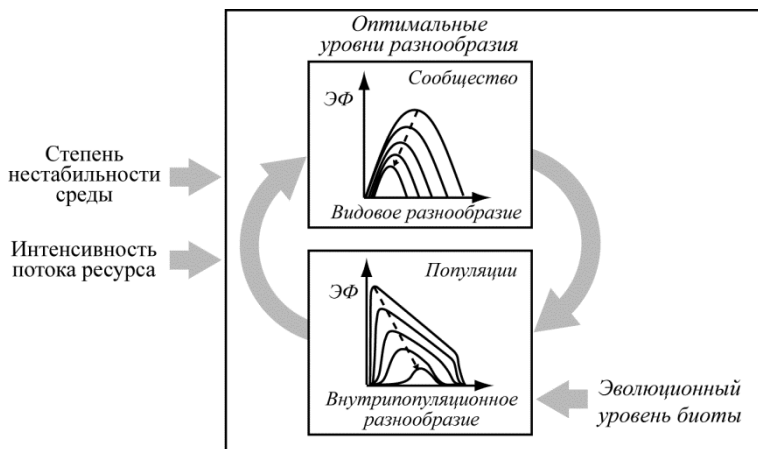 Оптимальные
уровни разнообразия
Сообщество
ЭФ
Видовое разнообразие
Степень
нестабильности
среды
Интенсивность
потока ресурса
Популяции
ЭФ
Внутрипопуляционное
разнообразие
Эволюционный
уровень биоты